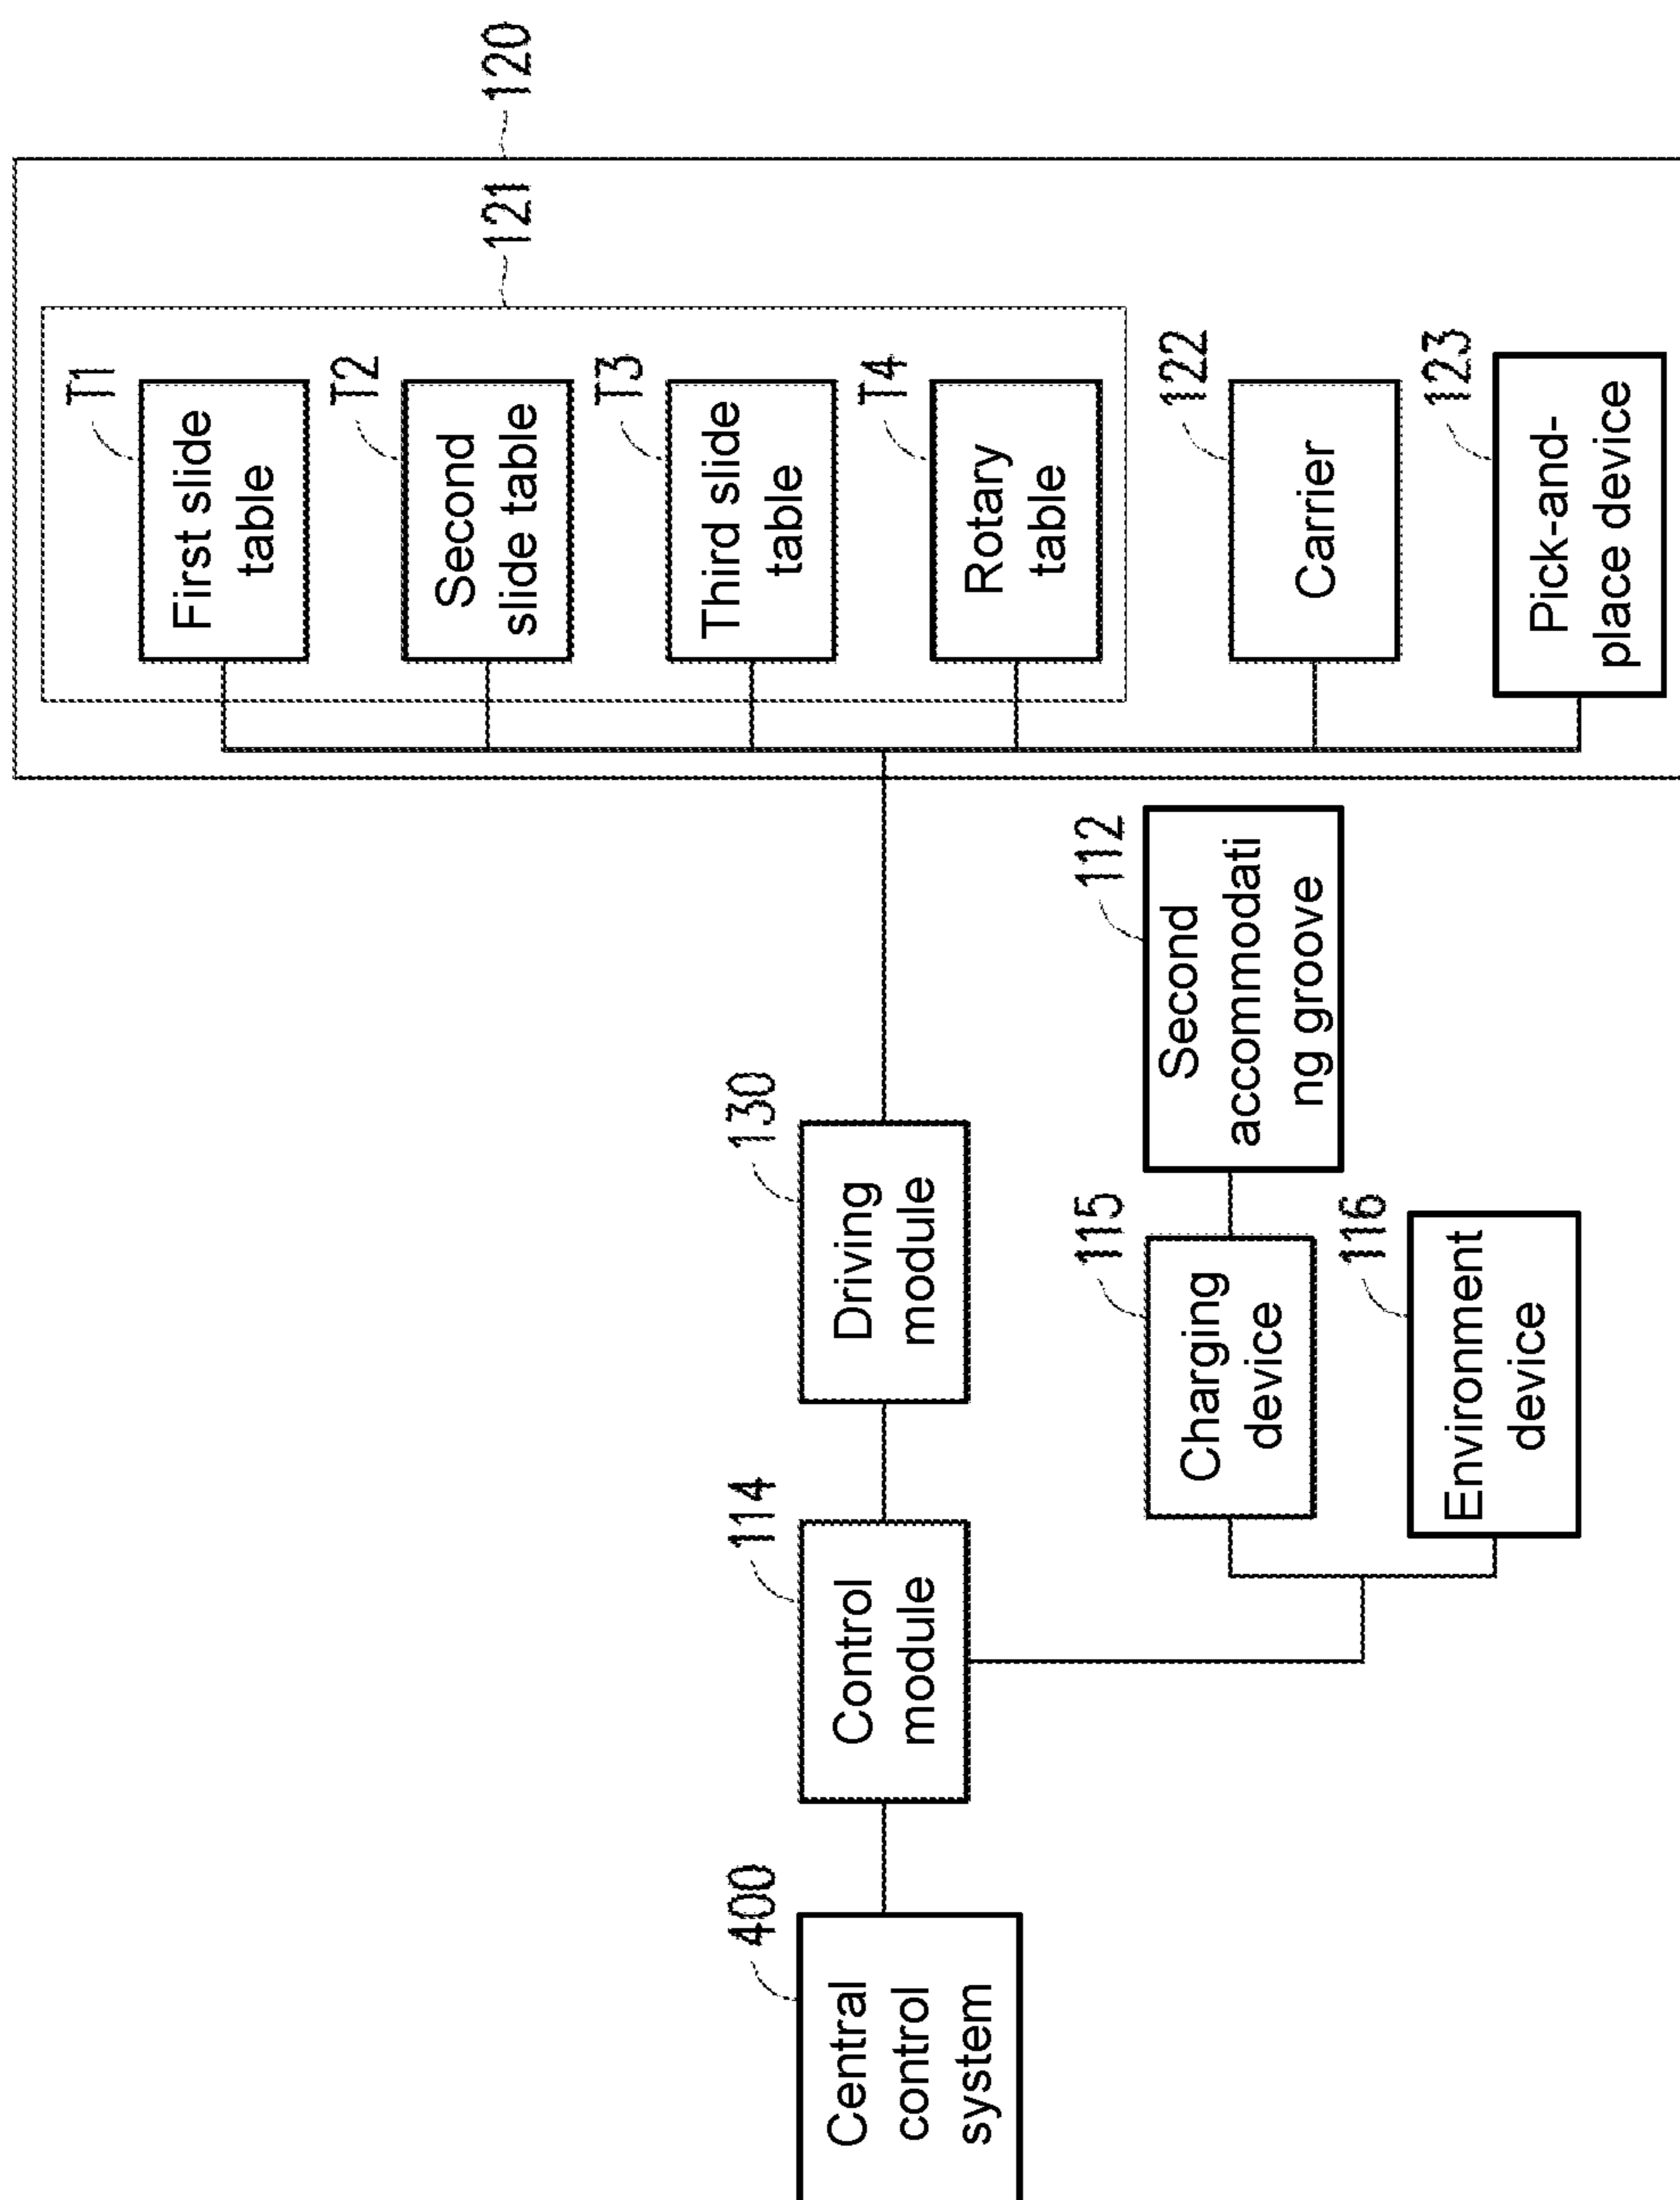 120
121
T1
First slide
table
T2
Second
slide table
T3
Third slide
table
T4
Rotary
table
122
Carrier
123
Pick-and-
place device
400
Central
control
system
114
Control
module
130
Driving
module
115
Charging
device
112
Second
accommodati
ng groove
116
Environment
device